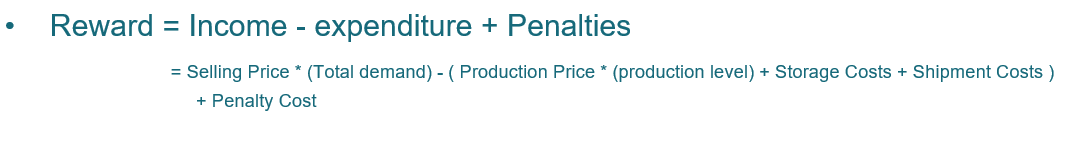 • Reward = Income - expenditure + Penalties
= Selling Price * (Total demand) - ( Production Price * (production level) + Storage Costs + Shipment Costs )
+ Penalty Cost